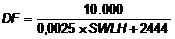 DF = 10.000
0,0025 x SWLH + 2444